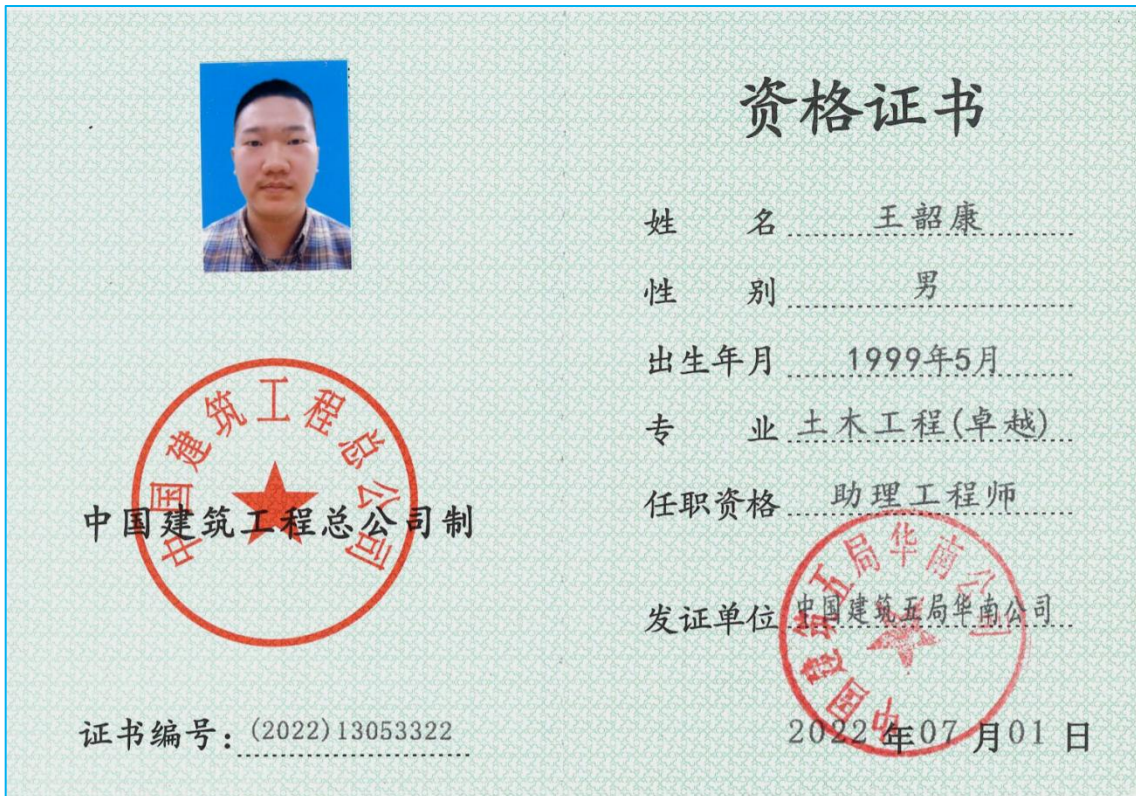 资格证书
姓 名 王韶康
性 别 男
出生年月 1999年5月
专 业 土木工程(卓越)
任职资格 助理工程师
发证单位 中国建筑五局华南公司
中国建筑五局华南公司
2022年07月01日
中国建筑工程总公司
中国建筑工程总公司制
证书编号：(2022)13053322